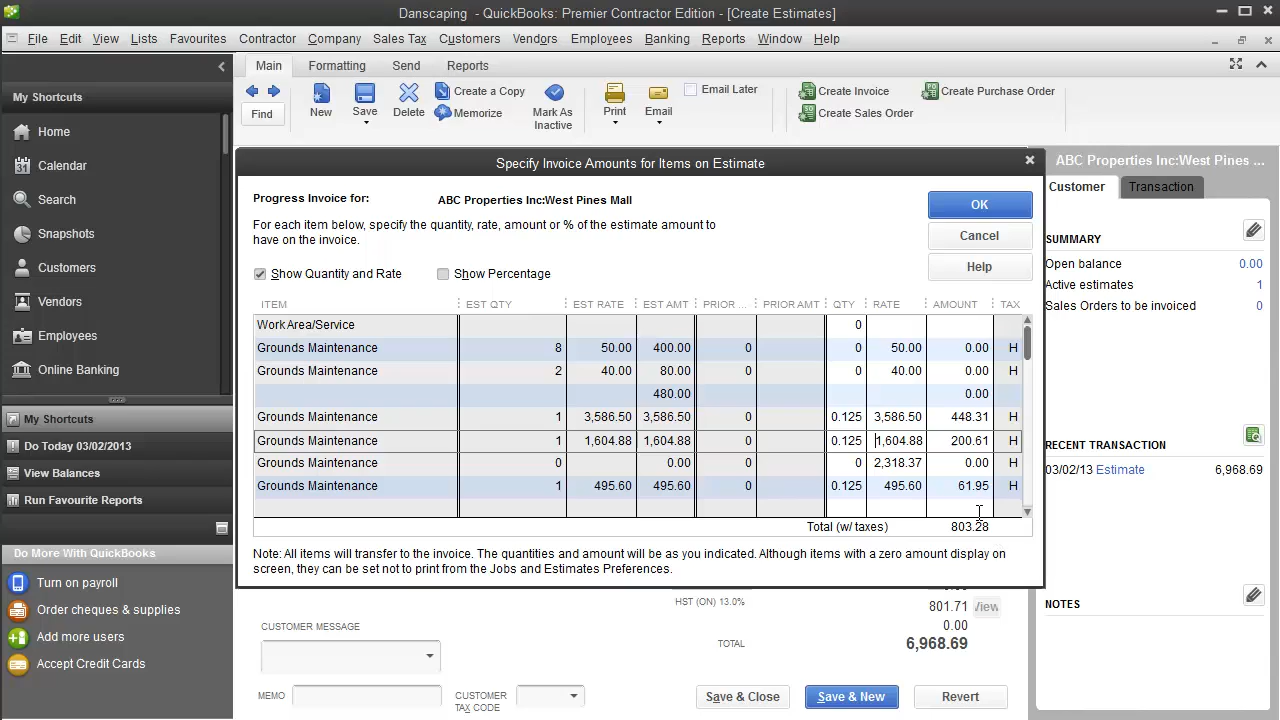 Danscaping - QuickBooks: Premier Contractor Edition - [Create Estimates]
File Edit View Lists Favourites Contractor Company Sales Tax Customers Vendors Employees Banking Reports Window Help
My Shortcuts
Home
Calendar
Search
Snapshots
Customers
Vendors
Employees
Online Banking
My Shortcuts
Do Today 03/02/2013
View Balances
Run Favourite Reports
Do More With QuickBooks
Turn on payroll
Order cheques & supplies
Add more users
Accept Credit Cards
Main Formatting Send Reports
Find
New
Save
Delete
Create a Copy
Memorize
Mark As
Inactive
Print
Email
Email Later
Create Invoice
Create Sales Order
Create Purchase Order
Specify Invoice Amounts for Items on Estimate
Progress Invoice for: ABC Properties Inc:West Pines Mall
For each item below, specify the quantity, rate, amount or % of the estimate amount to
have on the invoice.
OK
Cancel
Help
Show Quantity and Rate Show Percentage
ITEM EST QTY EST RATE EST AMT PRIOR ... PRIOR AMT QTY RATE AMOUNT TAX
Work Area/Service 0
Grounds Maintenance 8 50.00 400.00 0 0 50.00 0.00 H
Grounds Maintenance 2 40.00 80.00 0 0 40.00 0.00 H
480.00 0.00
Grounds Maintenance 1 3,586.50 3,586.50 0 0.125 3,586.50 448.31 H
Grounds Maintenance 1 1,604.88 1,604.88 0 0.125 1,604.88 200.61 H
Grounds Maintenance 0 0.00 0 0 2,318.37 0.00 H
Grounds Maintenance 1 495.60 495.60 0 0.125 495.60 61.95 H
Total (w/ taxes) 803.28
Note: All items will transfer to the invoice. The quantities and amount will be as you indicated. Although items with a zero amount display on
screen, they can be set not to print from the Jobs and Estimates Preferences.
HST (ON) 13.0% 801.71 View
0.00
CUSTOMER MESSAGE
TOTAL 6,968.69
MEMO
CUSTOMER
TAX CODE
Save & Close Save & New Revert
ABC Properties Inc:West Pines ...
Customer Transaction
SUMMARY
Open balance 0.00
Active estimates 1
Sales Orders to be invoiced 0
RECENT TRANSACTION
03/02/13 Estimate 6,968.69
NOTES